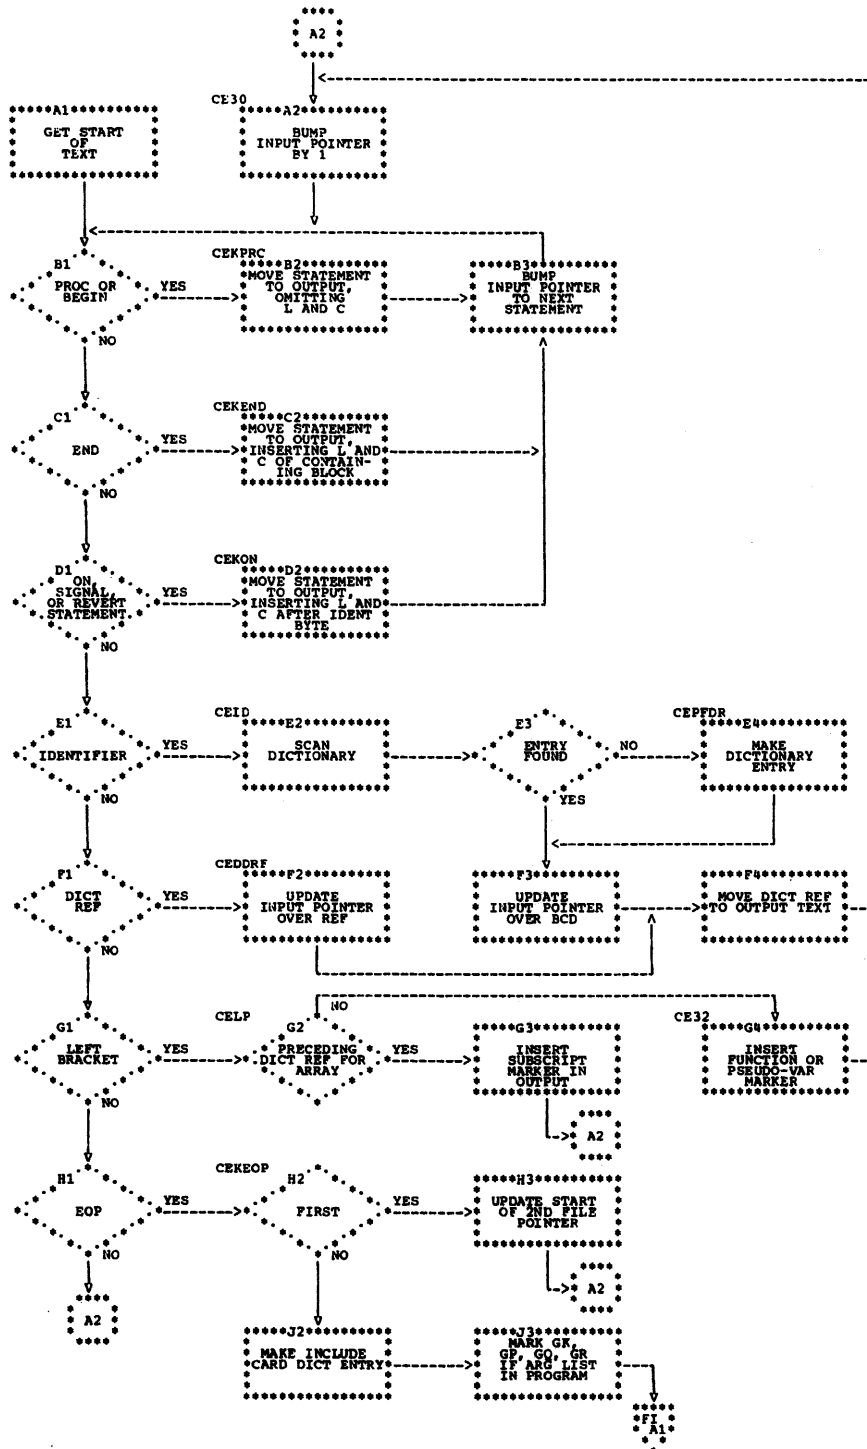 A2
CE30
A1
GET START
OF
TEXT
A2
BUMP
INPUT POINTER
BY 1
B1
PROC OR
BEGIN
YES
NO
CEKPRC
B2
MOVE STATEMENT
TO OUTPUT,
OMITTING
L AND C
B3
BUMP
INPUT POINTER
TO NEXT
STATEMENT
C1
END
YES
NO
CEKEND
C2
MOVE STATEMENT
TO OUTPUT,
INSERTING L AND
C OF CONTAIN-
ING BLOCK
D1
ON,
SIGNAL,
OR REVERT
STATEMENT
YES
NO
CEKON
D2
MOVE STATEMENT
TO OUTPUT,
INSERTING L AND
C AFTER IDENT
BYTE
E1
IDENTIFIER
YES
NO
CEID
E2
SCAN
DICTIONARY
E3
ENTRY
FOUND
NO
YES
CEPFDR
E4
MAKE
DICTIONARY
ENTRY
F1
DICT
REF
YES
NO
CEDDRF
F2
UPDATE
INPUT POINTER
OVER REF
F3
UPDATE
INPUT POINTER
OVER BCD
F4
MOVE DICT REF
TO OUTPUT TEXT
G1
LEFT
BRACKET
YES
NO
CELP
G2
PRECEDING
DICT REF FOR
ARRAY
NO
YES
G3
INSERT
SUBSCRIPT
MARKER IN
OUTPUT
A2
CE32
G4
INSERT
FUNCTION OR
PSEUDO-VAR
MARKER
H1
EOP
YES
NO
A2
CEKEOP
H2
FIRST
YES
NO
H3
UPDATE START
OF 2ND FILE
POINTER
A2
J2
MAKE INCLUDE
CARD DICT ENTRY
J3
MARK GK,
GP, GQ, GR
IF ARG LIST
IN PROGRAM
FI
A1